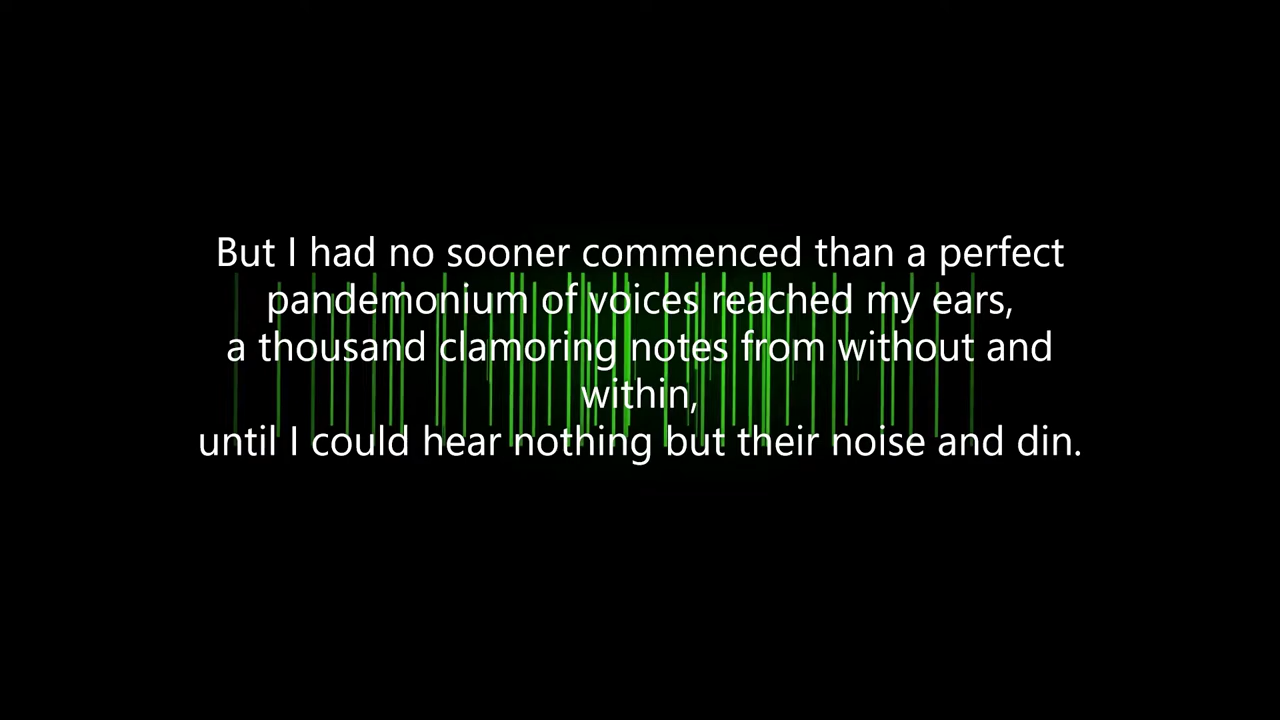 But I had no sooner commenced than a perfect
pandemonium of voices reached my ears,
a thousand clamoring notes from without and
within,
until I could hear nothing but their noise and din.